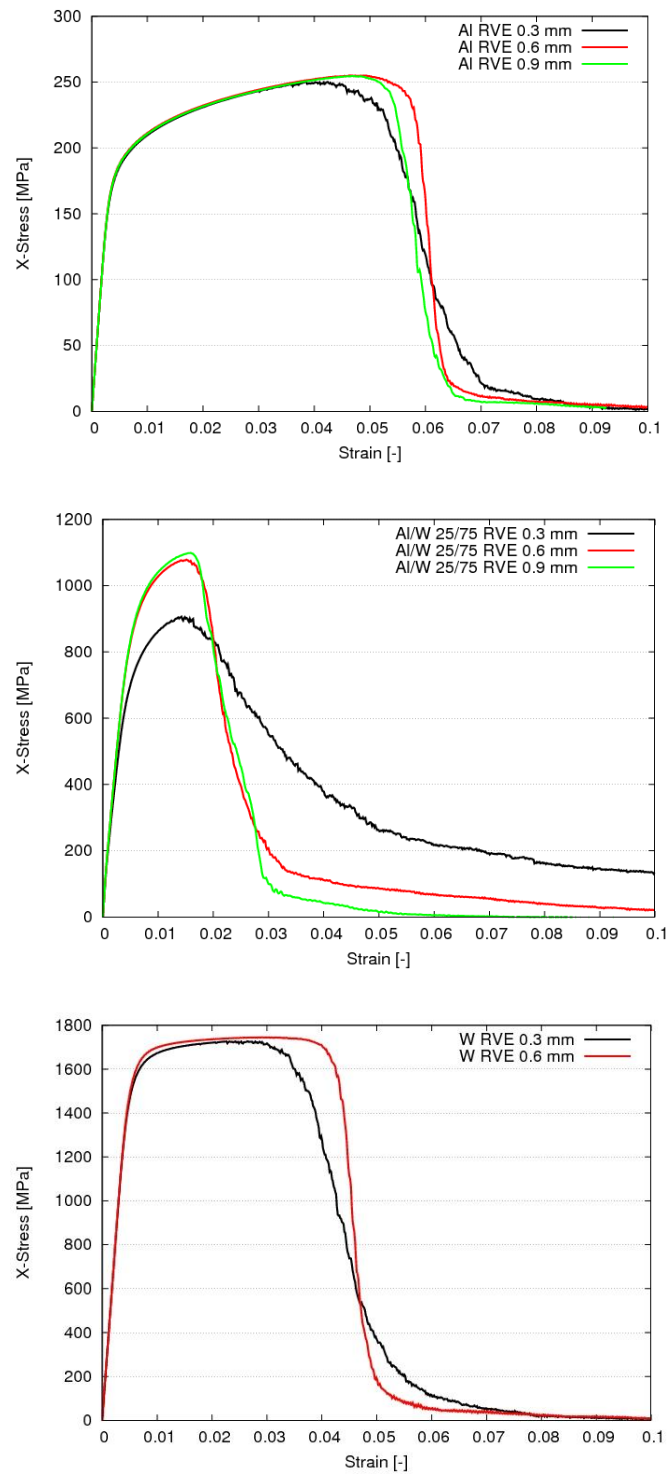 300
250
200
150
100
50
0
X-Stress [MPa]
Al RVE 0.3 mm
Al RVE 0.6 mm
Al RVE 0.9 mm
0 0.01 0.02 0.03 0.04 0.05 0.06 0.07 0.08 0.09 0.1
Strain [-]
1200
1000
800
600
400
200
0
X-Stress [MPa]
Al/W 25/75 RVE 0.3 mm
Al/W 25/75 RVE 0.6 mm
Al/W 25/75 RVE 0.9 mm
0 0.01 0.02 0.03 0.04 0.05 0.06 0.07 0.08 0.09 0.1
Strain [-]
1800
1600
1400
1200
1000
800
600
400
200
0
X-Stress [MPa]
W RVE 0.3 mm
W RVE 0.6 mm
0 0.01 0.02 0.03 0.04 0.05 0.06 0.07 0.08 0.09 0.1
Strain [-]